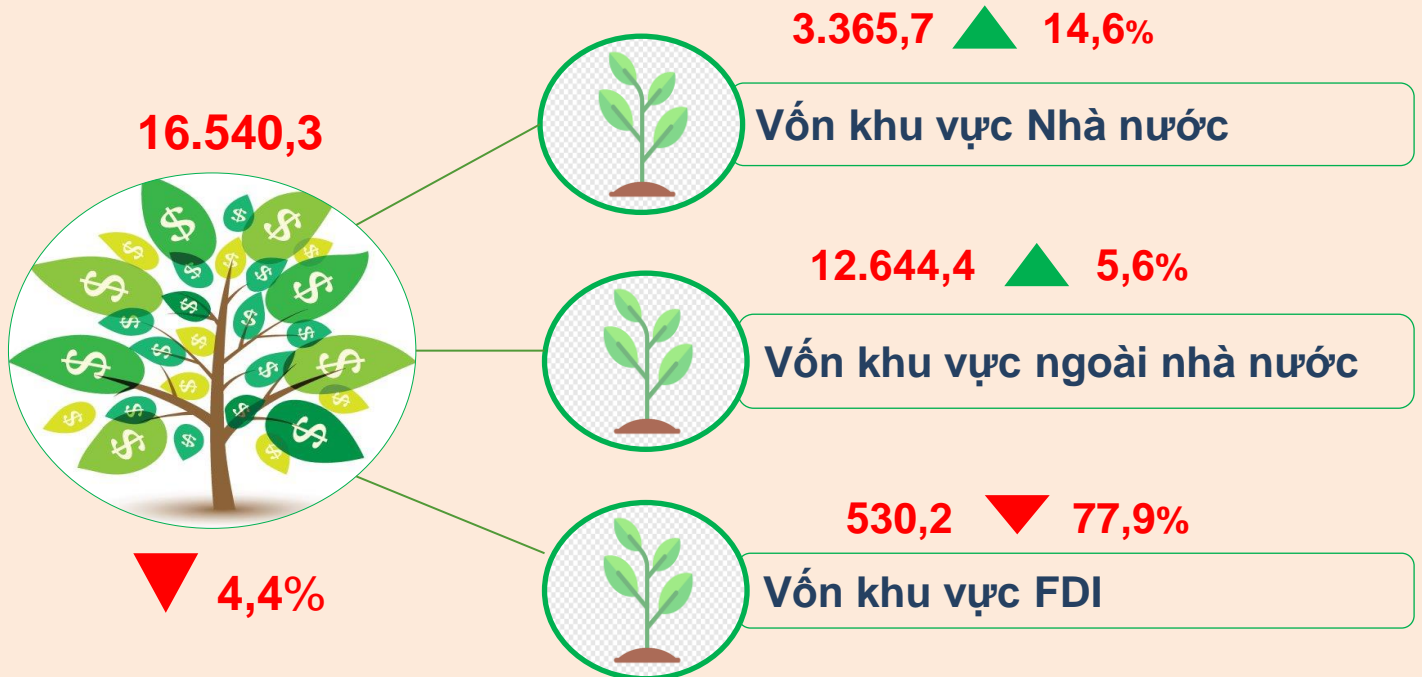 16.540,3
4,4%
3.365,7 14,6%
Vốn khu vực Nhà nước
12.644,4 5,6%
Vốn khu vực ngoài nhà nước
530,2 77,9%
Vốn khu vực FDI